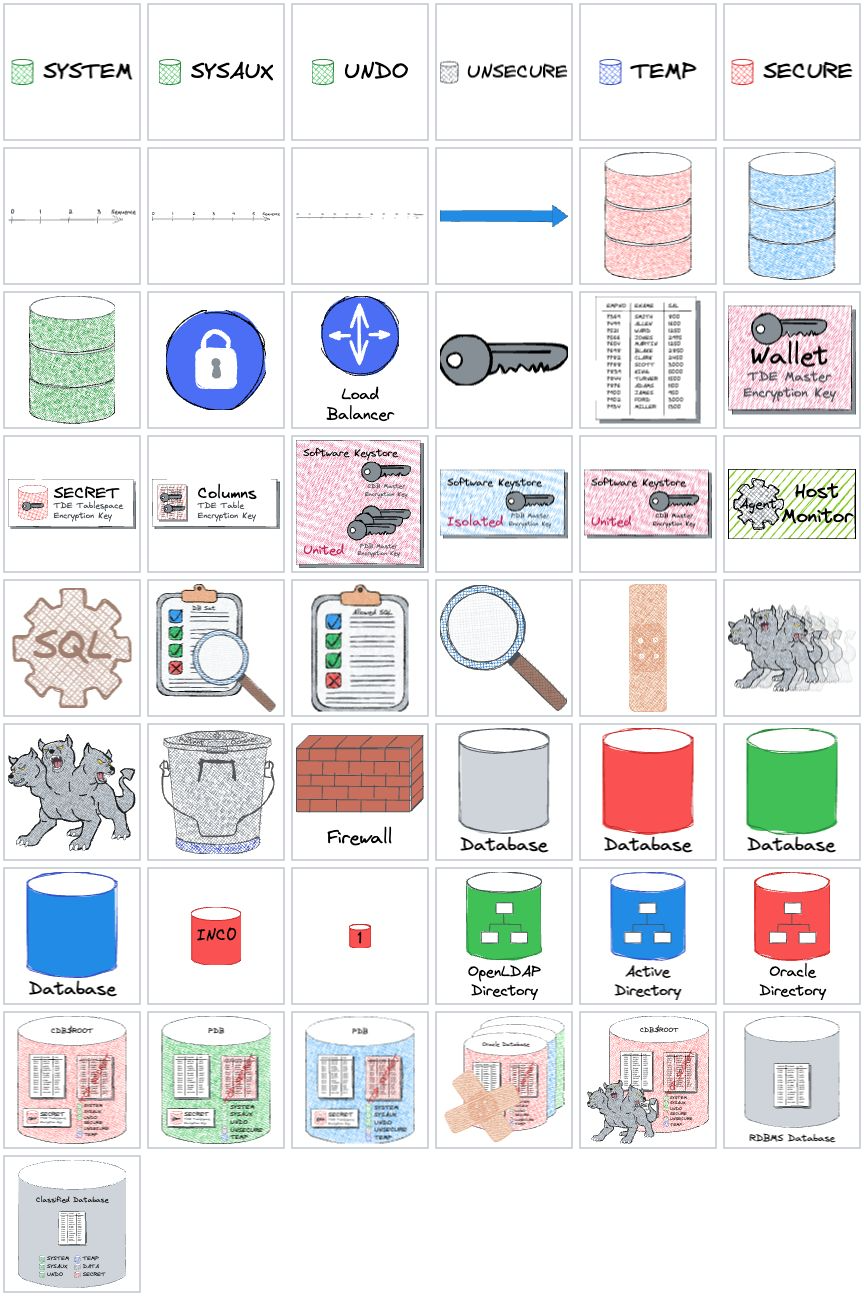 SYSTEM
SYSAUX
UNDO
UNSECURE
TEMP
SECURE
0 1 2 3 Sequence
0 1 2 3 4 5 Sequence
Load
Balancer
EMPNO ENAME SAL
7369 SMITH 800
7499 ALLEN 1600
7521 WARD 1250
7566 JONES 2975
7654 MARTIN 1250
7698 BLAKE 2850
7782 CLARK 2450
7788 SCOTT 3000
7839 KING 5000
7844 TURNER 1500
7876 ADAMS 1100
7900 JAMES 950
7902 FORD 3000
7934 MILLER 1300
Wallet
TDE Master
Encryption Key
SECRET
TDE Tablespace
Encryption Key
Columns
TDE Table
Encryption Key
Software Keystore
CDB Master
Encryption Key
United
PDB Master
Encryption Key
Software Keystore
Isolated
PDB Master
Encryption Key
Software Keystore
United
CDB Master
Encryption Key
Agent
Host
Monitor
SQL
DB Sat
Allowed SQL
Firewall
Database
Database
Database
Database
INCO
1
OpenLDAP
Directory
Active
Directory
Oracle
Directory
CDB$ROOT
SECRET
SYSTEM
SYSAUX
UNDO
UNSECURE
TEMP
PDB
SECRET
SYSTEM
SYSAUX
UNDO
UNSECURE
TEMP
PDB
SECRET
SYSTEM
SYSAUX
UNDO
UNSECURE
TEMP
Oracle Database
CDB$ROOT
SYSTEM
SYSAUX
UNDO
SECURE
TEMP
RDBMS Database
Classified Database
SYSTEM TEMP
SYSAUX DATA
UNDO SECRET